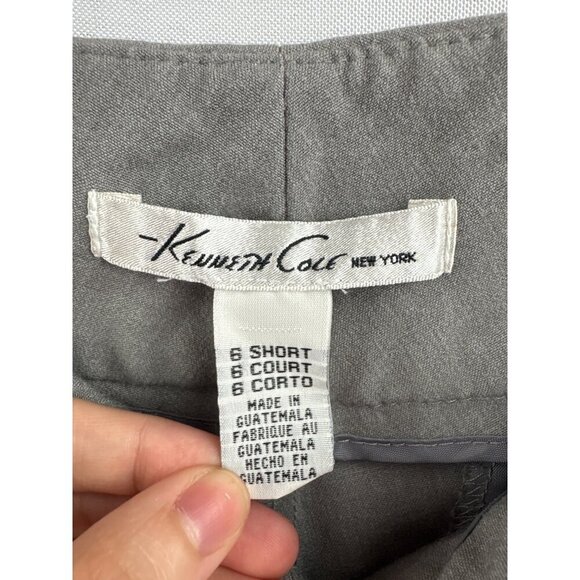 -KENNETH COLE NEW YORK
6 SHORT
6 COURT
6 CORTO
MADE IN
GUATEMALA
FABRIQUE AU
GUATEMALA
HECHO EN
GUATEMALA